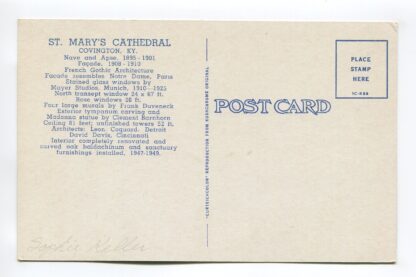 ST. MARY'S CATHEDRAL
COVINGTON, KY.
Nave and Apse, 1895-1901
Façade, 1908-1910
French Gothic Architecture
Facade resembles Notre Dame, Paris
Stained glass windows by
Mayer Studios, Munich, 1910-1925
North transept window 24 x 67 ft.
Rose windows 26 ft.
Four large murals by Frank Duveneck
Exterior tympanum carving and
Madonna statue by Clement Barnhorn
Ceiling 81 feet; unfinished towers 52 ft.
Architects: Leon Coquard, Detroit
David Davis, Cincinnati
Interior completely renovated and
carved oak baldachinum and sanctuary
furnishings installed, 1947-1949.
"CURTEICHCOLOR" REPRODUCTION FROM KODACHROME ORIGINAL
POST CARD
PLACE
STAMP
HERE
Keller